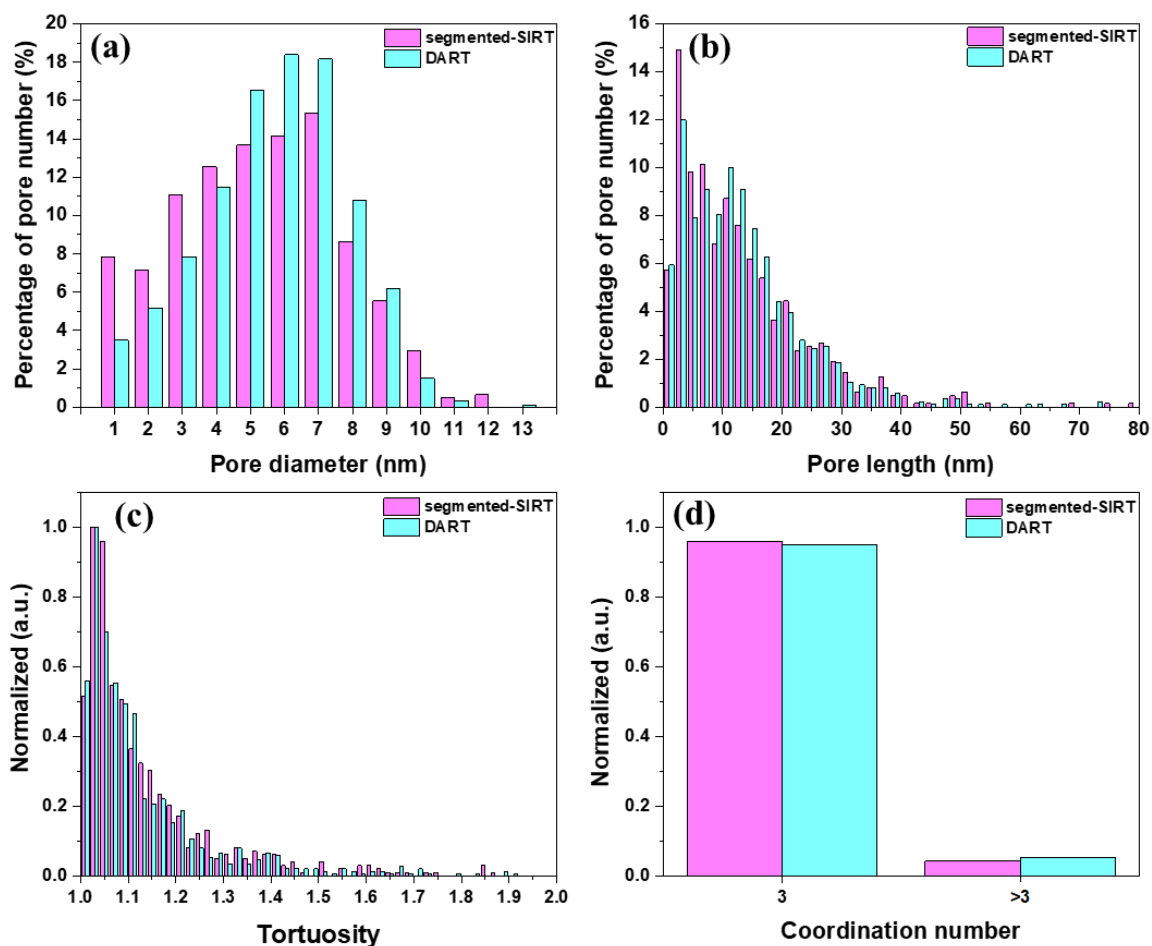 (a)
segmented-SIRT
DART
Percentage of pore number (%)
20
18
16
14
12
10
8
6
4
2
0
1 2 3 4 5 6 7 8 9 10 11 12 13
Pore diameter (nm)
(b)
segmented-SIRT
DART
Percentage of pore number (%)
16
14
12
10
8
6
4
2
0
0 10 20 30 40 50 60 70 80
Pore length (nm)
(c)
segmented-SIRT
DART
Normalized (a.u.)
1.0
0.8
0.6
0.4
0.2
0.0
1.0 1.1 1.2 1.3 1.4 1.5 1.6 1.7 1.8 1.9 2.0
Tortuosity
(d)
segmented-SIRT
DART
Normalized (a.u.)
1.0
0.8
0.6
0.4
0.2
0.0
3 >3
Coordination number